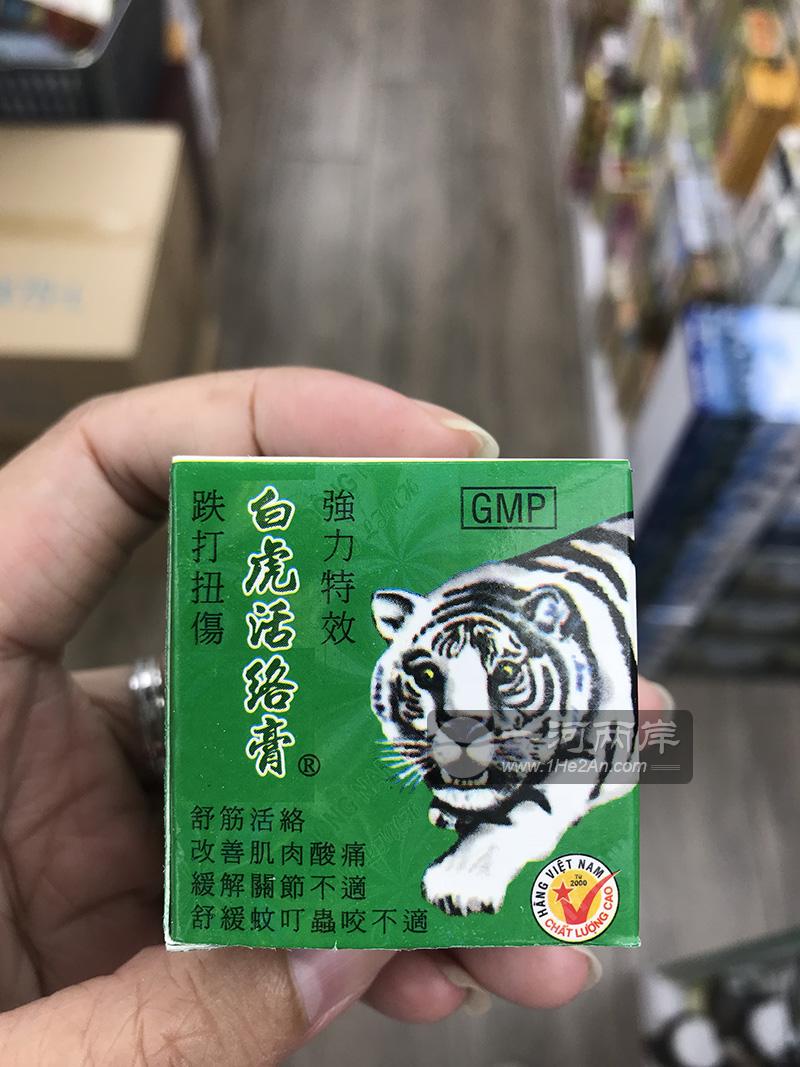 強力特效
白虎活络膏®
跌打扭傷
GMP
舒筋活絡
改善肌肉酸痛
緩解關節不適
舒緩蚊叮蟲咬不適
HÀNG VIỆT NAM
TỪ 2000
CHẤT LƯỢNG CAO
一河两岸
www.1He2An.com